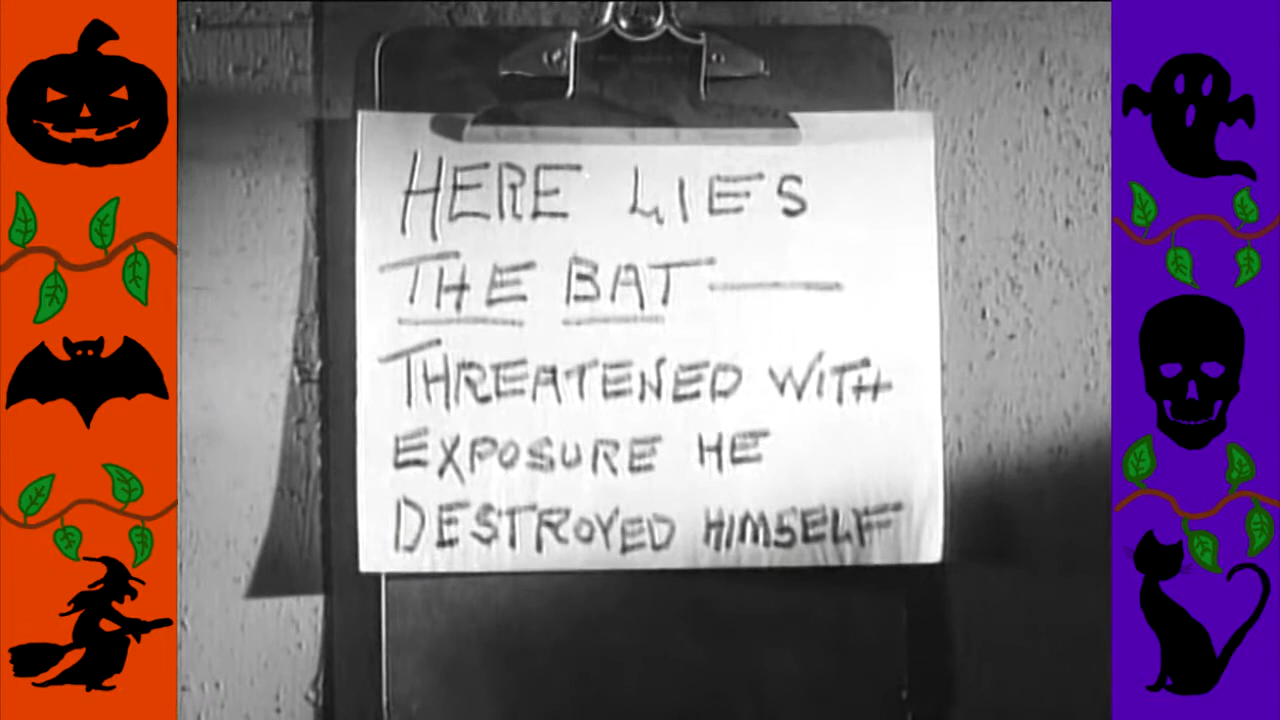 HERE LIES
THE BAT —
THREATENED WITH
EXPOSURE HE
DESTROYED HIMSELF